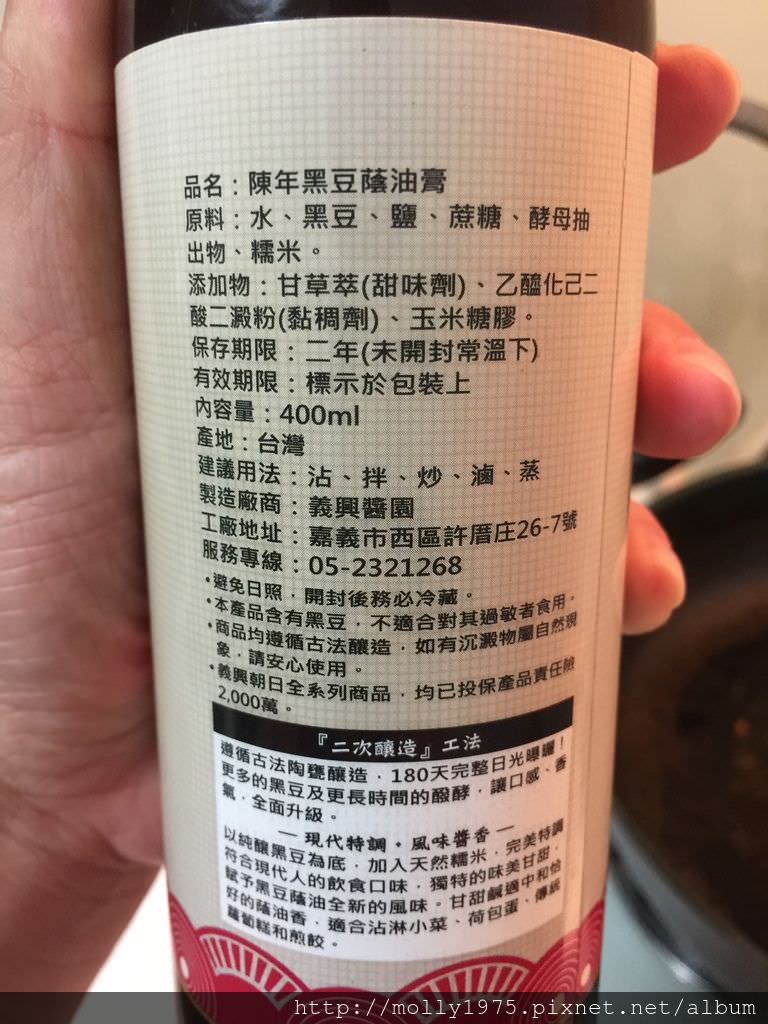 品名：陳年黑豆蔭油膏
原料：水、黑豆、鹽、蔗糖、酵母抽
出物、糯米。
添加物：甘草萃(甜味劑)、乙醯化己二
酸二澱粉(黏稠劑)、玉米糖膠。
保存期限：二年(未開封常溫下)
有效期限：標示於包裝上
內容量：400ml
產地：台灣
建議用法：沾、拌、炒、滷、蒸
製造廠商：義興醬園
工廠地址：嘉義市西區許厝庄26-7號
服務專線：05-2321268
•避免日照，開封後務必冷藏。
•本產品含有黑豆，不適合對其過敏者食用。
•商品均遵循古法釀造，如有沉澱物屬自然現
象，請安心使用。
•義興朝日全系列商品，均已投保產品責任險
2,000萬。
『二次釀造』工法
遵循古法陶甕釀造，180天完整日光曝曬！
更多的黑豆及更長時間的醱酵，讓口感、香
氣，全面升級。
— 現代特調。風味醬香 —
以純釀黑豆為底，加入天然糯米，完美特調
符合現代人的飲食口味，獨特的味美甘甜，
賦予黑豆蔭油全新的風味。甘甜鹹適中和恰
好的蔭油香，適合沾淋小菜、荷包蛋、傳統
蘿蔔糕和煎餃。
http://molly1975.pixnet.net/album